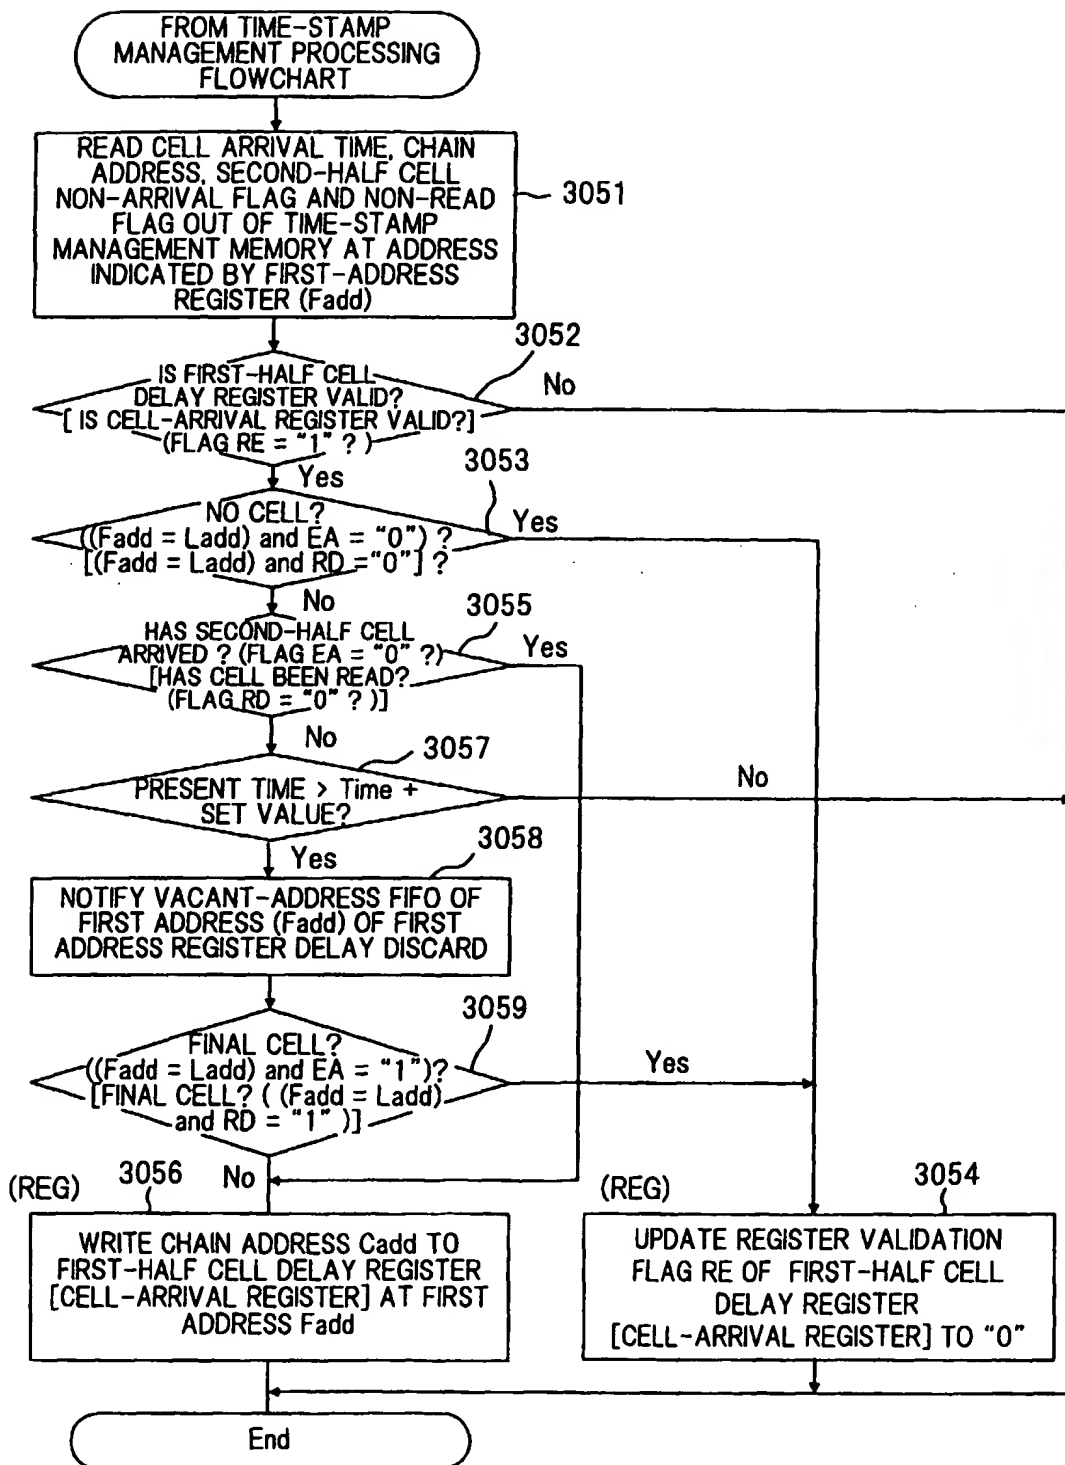 FROM TIME-STAMP
MANAGEMENT PROCESSING
FLOWCHART
READ CELL ARRIVAL TIME, CHAIN
ADDRESS, SECOND-HALF CELL
NON-ARRIVAL FLAG AND NON-READ
FLAG OUT OF TIME-STAMP
MANAGEMENT MEMORY AT ADDRESS
INDICATED BY FIRST-ADDRESS
REGISTER (Fadd)
3051
3052
IS FIRST-HALF CELL
DELAY REGISTER VALID?
[ IS CELL-ARRIVAL REGISTER VALID?]
(FLAG RE = "1" ? )
No
Yes
3053
NO CELL?
((Fadd = Ladd) and EA = "0") ?
[(Fadd = Ladd) and RD ="0"] ?
Yes
No
3055
HAS SECOND-HALF CELL
ARRIVED ? (FLAG EA = "0" ?)
[HAS CELL BEEN READ?
(FLAG RD = "0" ? )]
Yes
No
3057
PRESENT TIME > Time +
SET VALUE?
No
Yes
3058
NOTIFY VACANT-ADDRESS FIFO OF
FIRST ADDRESS (Fadd) OF FIRST
ADDRESS REGISTER DELAY DISCARD
3059
FINAL CELL?
((Fadd = Ladd) and EA = "1")?
[FINAL CELL? ( (Fadd = Ladd)
and RD = "1" )]
Yes
No
(REG)
3056
WRITE CHAIN ADDRESS Cadd TO
FIRST-HALF CELL DELAY REGISTER
[CELL-ARRIVAL REGISTER] AT FIRST
ADDRESS Fadd
(REG)
3054
UPDATE REGISTER VALIDATION
FLAG RE OF FIRST-HALF CELL
DELAY REGISTER
[CELL-ARRIVAL REGISTER] TO "0"
End